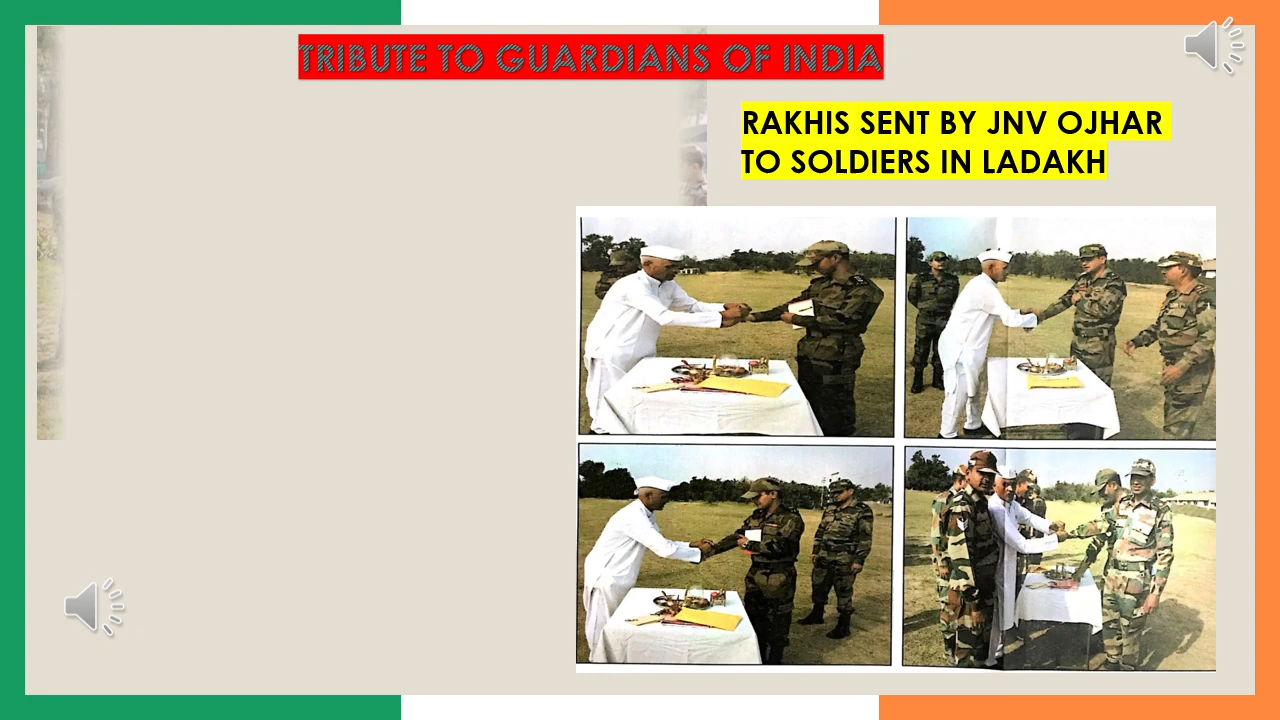 TRIBUTE TO GUARDIANS OF INDIA
RAKHIS SENT BY JNV OJHAR
TO SOLDIERS IN LADAKH